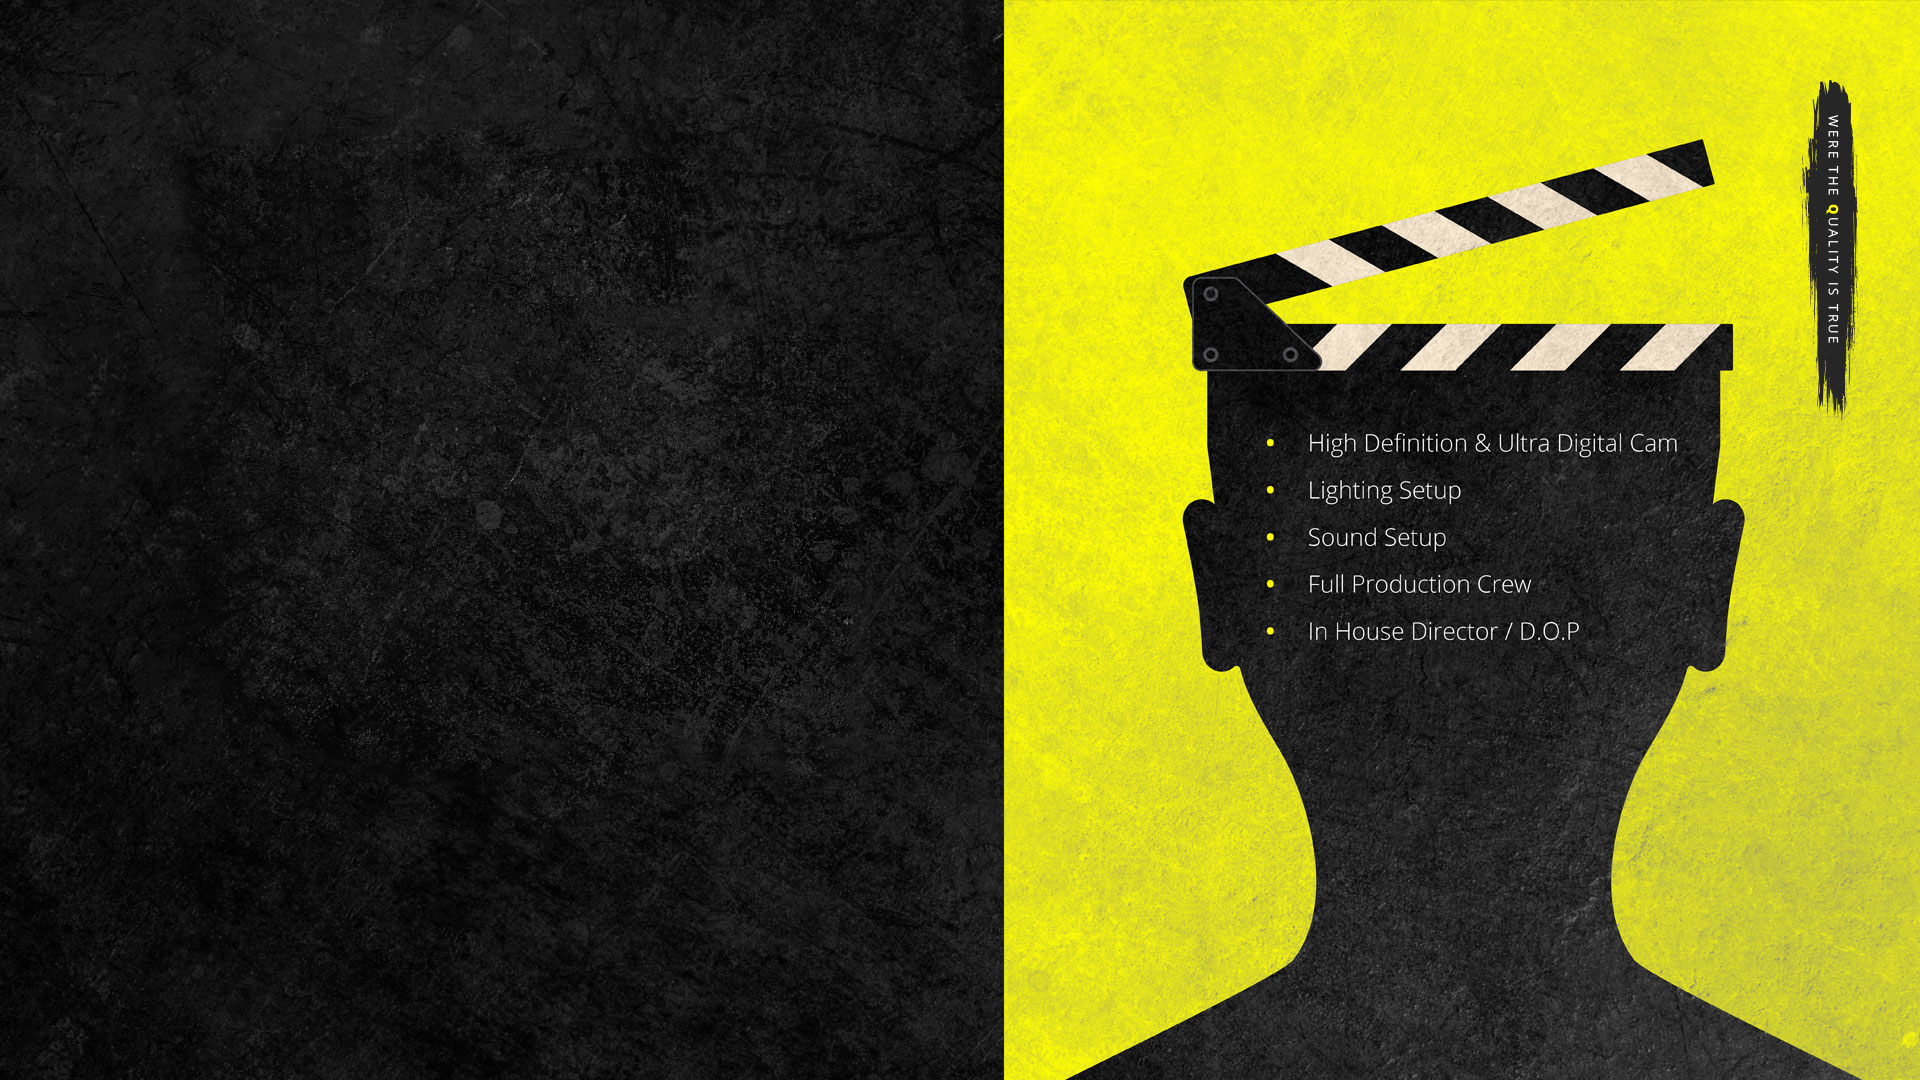 WERE THE QUALITY IS TRUE
High Definition & Ultra Digital Cam
Lighting Setup
Sound Setup
Full Production Crew
In House Director / D.O.P